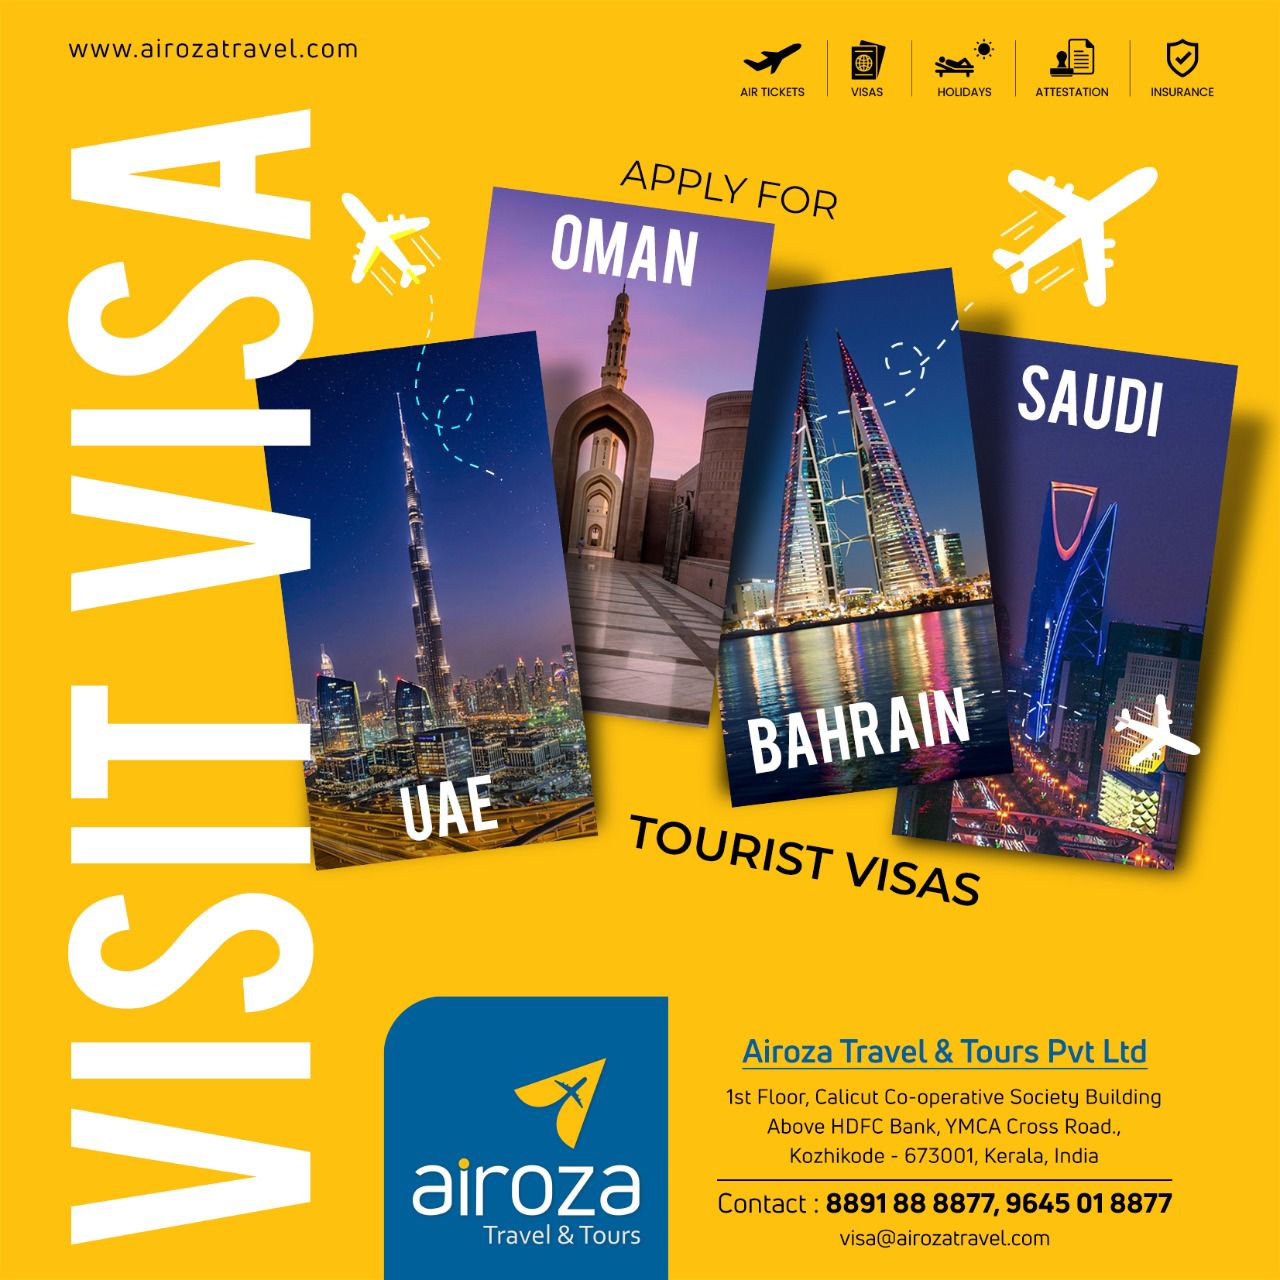 www.airozatravel.com
AIR TICKETS
VISAS
HOLIDAYS
ATTESTATION
INSURANCE
VISIT VISA
APPLY FOR
OMAN
SAUDI
BAHRAIN
UAE
TOURIST VISAS
airoza
Travel & Tours
Airoza Travel & Tours Pvt Ltd
1st Floor, Calicut Co-operative Society Building
Above HDFC Bank, YMCA Cross Road.,
Kozhikode - 673001, Kerala, India
Contact : 8891 88 8877, 9645 01 8877
visa@airozatravel.com